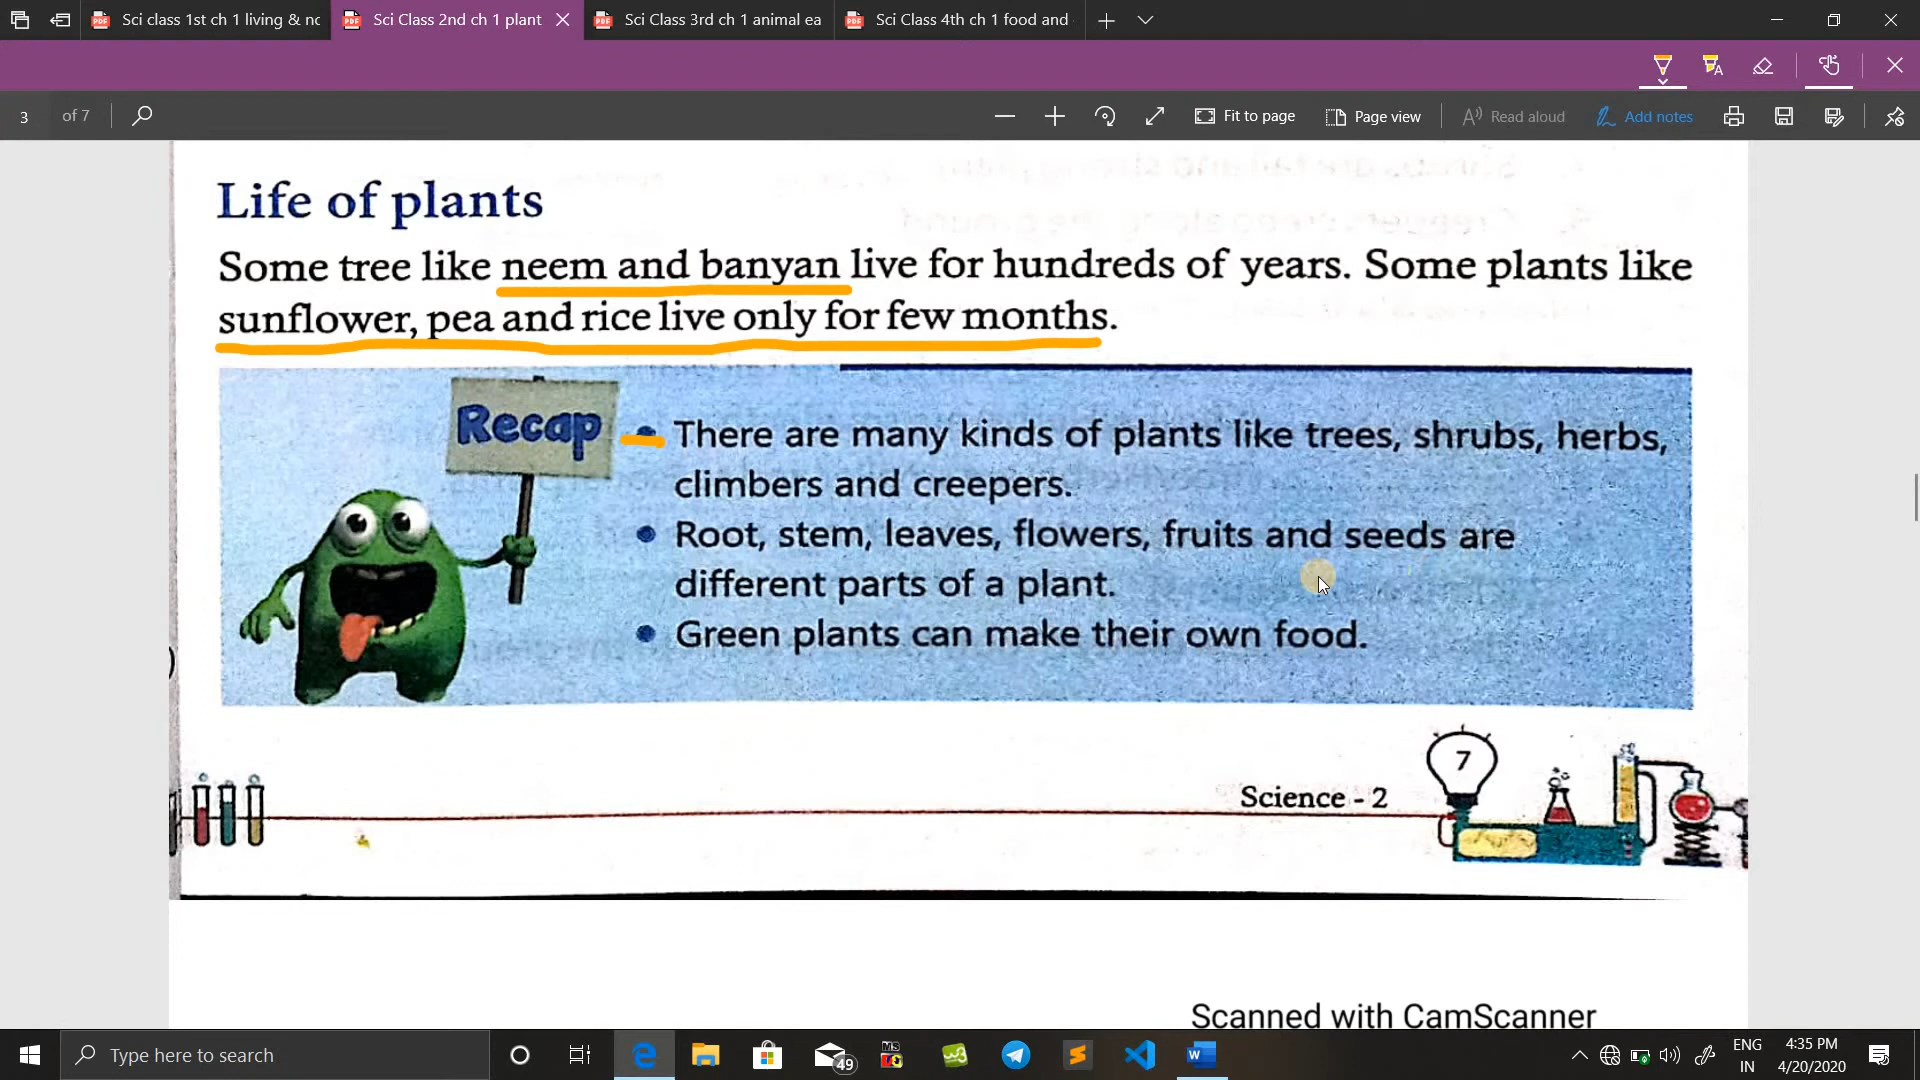 Sci class 1st ch 1 living & no
Sci Class 2nd ch 1 plant
Sci Class 3rd ch 1 animal ea
Sci Class 4th ch 1 food and
3 of 7
Fit to page
Page view
Read aloud
Add notes
Life of plants
Some tree like neem and banyan live for hundreds of years. Some plants like
sunflower, pea and rice live only for few months.
Recap
There are many kinds of plants like trees, shrubs, herbs,
climbers and creepers.
Root, stem, leaves, flowers, fruits and seeds are
different parts of a plant.
Green plants can make their own food.
Science - 2
7
Scanned with CamScanner
Type here to search
49
ENG
IN
4:35 PM
4/20/2020